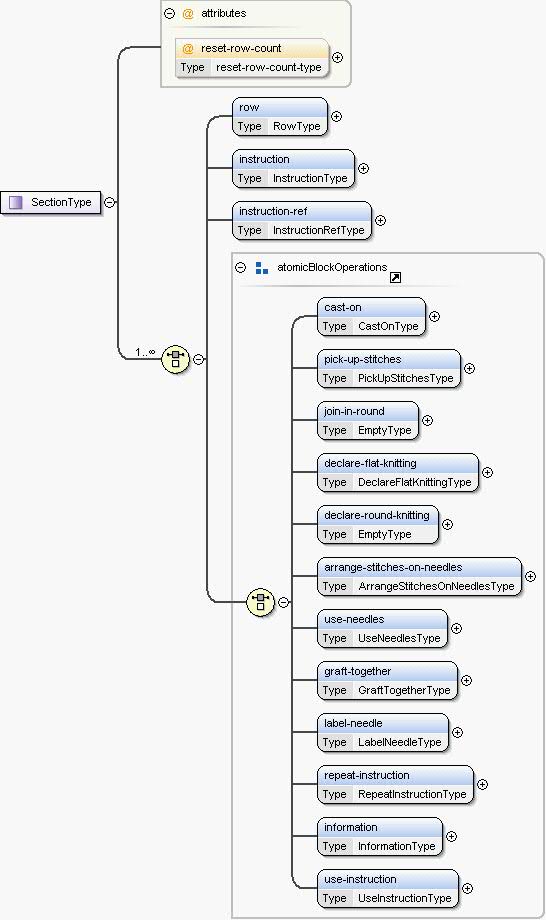 @ attributes
@ reset-row-count
Type reset-row-count-type
row
Type RowType
instruction
Type InstructionType
SectionType
instruction-ref
Type InstructionRefType
atomicBlockOperations
cast-on
Type CastOnType
1..∞
pick-up-stitches
Type PickUpStitchesType
join-in-round
Type EmptyType
declare-flat-knitting
Type DeclareFlatKnittingType
declare-round-knitting
Type EmptyType
arrange-stitches-on-needles
Type ArrangeStitchesOnNeedlesType
use-needles
Type UseNeedlesType
graft-together
Type GraftTogetherType
label-needle
Type LabelNeedleType
repeat-instruction
Type RepeatInstructionType
information
Type InformationType
use-instruction
Type UseInstructionType